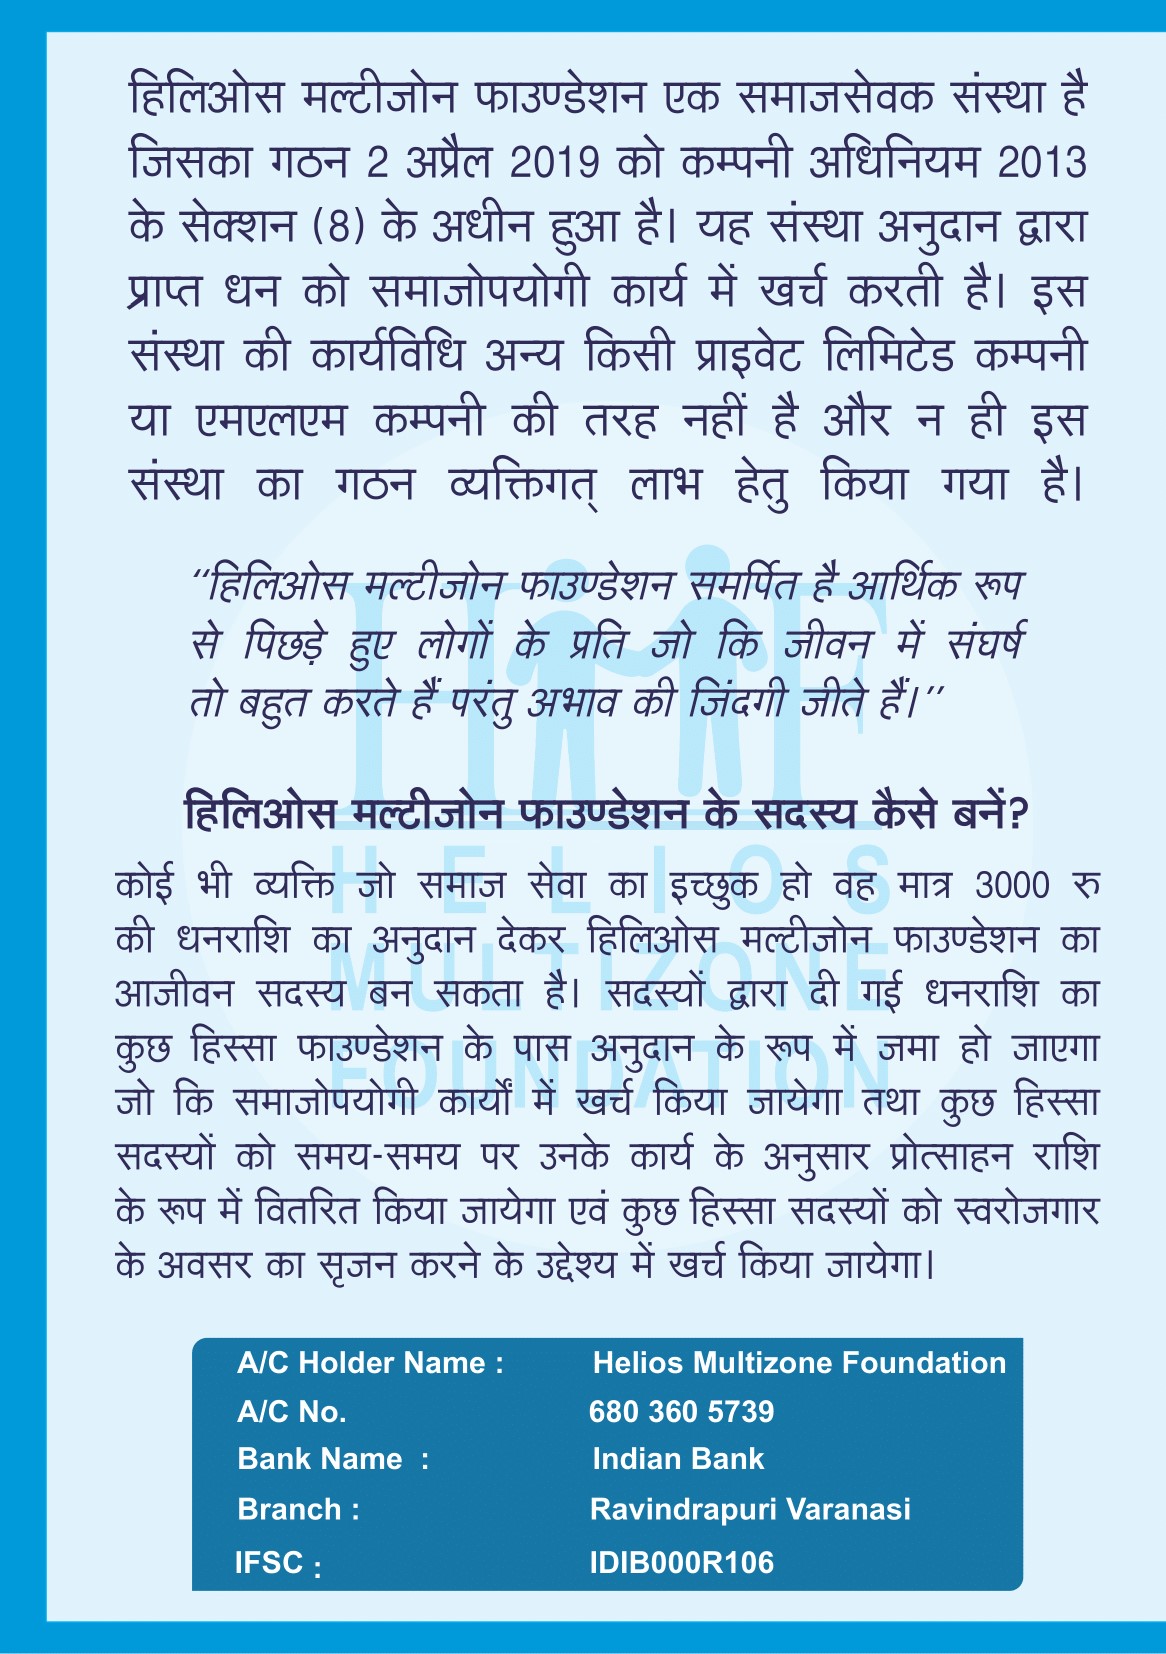 हिलिओस मल्टीजोन फाउण्डेशन एक समाजसेवक संस्था है
जिसका गठन 2 अप्रैल 2019 को कम्पनी अधिनियम 2013
के सेक्शन (8) के अधीन हुआ है। यह संस्था अनुदान द्वारा
प्राप्त धन को समाजोपयोगी कार्य में खर्च करती है। इस
संस्था की कार्यविधि अन्य किसी प्राइवेट लिमिटेड कम्पनी
या एमएलएम कम्पनी की तरह नहीं है और न ही इस
संस्था का गठन व्यक्तिगत् लाभ हेतु किया गया है।
“हिलिओस मल्टीजोन फाउण्डेशन समर्पित है आर्थिक रूप
से पिछड़े हुए लोगों के प्रति जो कि जीवन में संघर्ष
तो बहुत करते हैं परंतु अभाव की जिंदगी जीते हैं।”
हिलिओस मल्टीजोन फाउण्डेशन के सदस्य कैसे बनें?
कोई भी व्यक्ति जो समाज सेवा का इच्छुक हो वह मात्र 3000 रु
की धनराशि का अनुदान देकर हिलिओस मल्टीजोन फाउण्डेशन का
आजीवन सदस्य बन सकता है। सदस्यों द्वारा दी गई धनराशि का
कुछ हिस्सा फाउण्डेशन के पास अनुदान के रूप में जमा हो जाएगा
जो कि समाजोपयोगी कार्यों में खर्च किया जायेगा तथा कुछ हिस्सा
सदस्यों को समय-समय पर उनके कार्य के अनुसार प्रोत्साहन राशि
के रूप में वितरित किया जायेगा एवं कुछ हिस्सा सदस्यों को स्वरोजगार
के अवसर का सृजन करने के उद्देश्य में खर्च किया जायेगा।
HMF
HELIOS
MULTIZONE
FOUNDATION
A/C Holder Name : Helios Multizone Foundation
A/C No. 680 360 5739
Bank Name : Indian Bank
Branch : Ravindrapuri Varanasi
IFSC : IDIB000R106